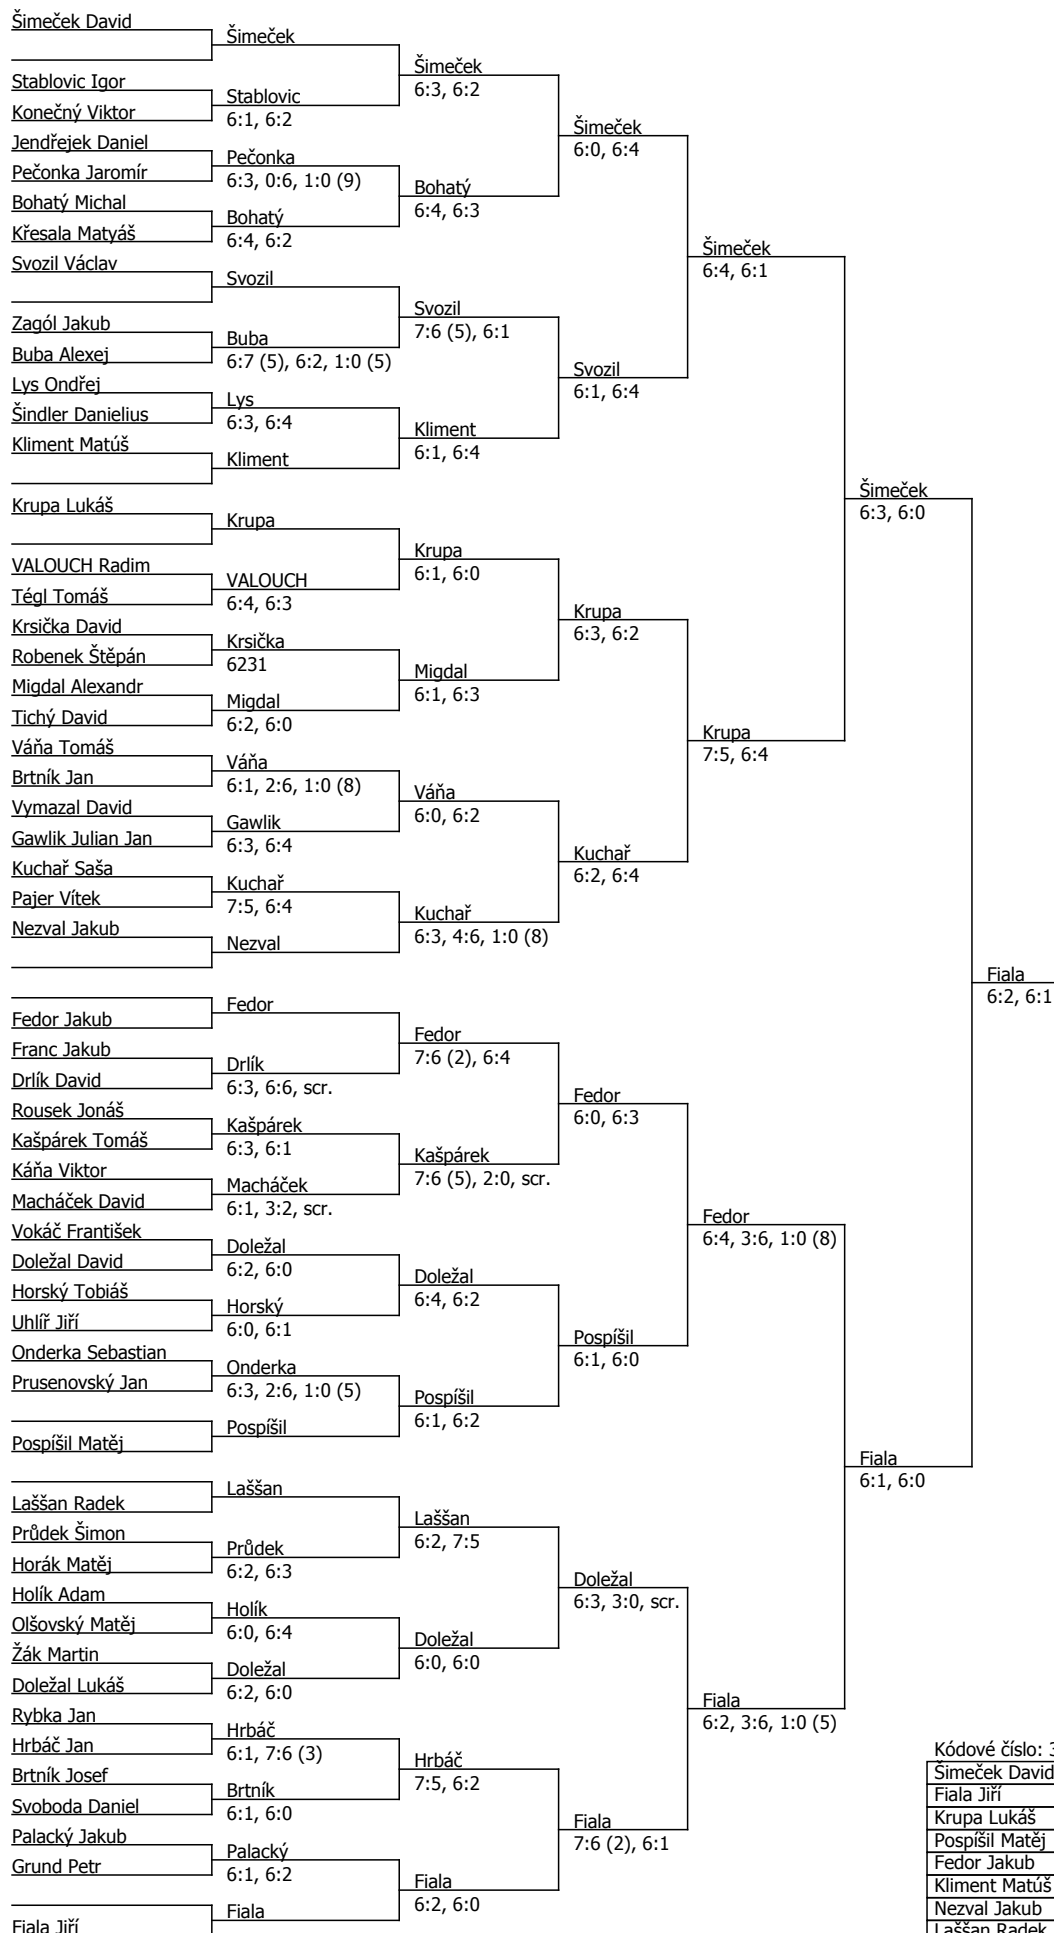 Šimeček David
Šimeček
Stablovic Igor
Konečný Viktor
Stablovic
6:1, 6:2
Šimeček
6:3, 6:2
Jendřejek Daniel
Pečonka Jaromír
Pečonka
6:3, 0:6, 1:0 (9)
Bohatý Michal
Křesala Matyáš
Bohatý
6:4, 6:2
Bohatý
6:4, 6:3
Šimeček
6:0, 6:4
Svozil Václav
Svozil
Zagól Jakub
Buba Alexej
Buba
6:7 (5), 6:2, 1:0 (5)
Svozil
7:6 (5), 6:1
Lys Ondřej
Šindler Danielius
Lys
6:3, 6:4
Kliment Matúš
Kliment
Kliment
6:1, 6:4
Svozil
6:1, 6:4
Šimeček
6:4, 6:1
Krupa Lukáš
Krupa
VALOUCH Radim
Tégl Tomáš
VALOUCH
6:4, 6:3
Krupa
6:1, 6:0
Krsička David
Robenek Štěpán
Krsička
6231
Migdal Alexandr
Tichý David
Migdal
6:2, 6:0
Migdal
6:1, 6:3
Krupa
6:3, 6:2
Váňa Tomáš
Brtník Jan
Váňa
6:1, 2:6, 1:0 (8)
Vymazal David
Gawlik Julian Jan
Gawlik
6:3, 6:4
Váňa
6:0, 6:2
Kuchař Saša
Pajer Vítek
Kuchař
7:5, 6:4
Nezval Jakub
Nezval
Kuchař
6:3, 4:6, 1:0 (8)
Kuchař
6:2, 6:4
Krupa
7:5, 6:4
Šimeček
6:3, 6:0
Fedor Jakub
Fedor
Franc Jakub
Drlík David
Drlík
6:3, 6:6, scr.
Fedor
7:6 (2), 6:4
Rousek Jonáš
Kašpárek Tomáš
Kašpárek
6:3, 6:1
Káňa Viktor
Macháček David
Macháček
6:1, 3:2, scr.
Kašpárek
7:6 (5), 2:0, scr.
Fedor
6:0, 6:3
Vokáč František
Doležal David
Doležal
6:2, 6:0
Horský Tobiáš
Uhlíř Jiří
Horský
6:0, 6:1
Doležal
6:4, 6:2
Onderka Sebastian
Prusenovský Jan
Onderka
6:3, 2:6, 1:0 (5)
Pospíšil Matěj
Pospíšil
Pospíšil
6:1, 6:2
Pospíšil
6:1, 6:0
Fedor
6:4, 3:6, 1:0 (8)
Laššan Radek
Laššan
Průdek Šimon
Horák Matěj
Průdek
6:2, 6:3
Laššan
6:2, 7:5
Holík Adam
Olšovský Matěj
Holík
6:0, 6:4
Žák Martin
Doležal Lukáš
Doležal
6:2, 6:0
Doležal
6:0, 6:0
Doležal
6:3, 3:0, scr.
Rybka Jan
Hrbáč Jan
Hrbáč
6:1, 7:6 (3)
Brtník Josef
Svoboda Daniel
Brtník
6:1, 6:0
Hrbáč
7:5, 6:2
Palacký Jakub
Grund Petr
Palacký
6:1, 6:2
Fiala Jiří
Fiala
Fiala
6:2, 6:0
Fiala
7:6 (2), 6:1
Fiala
6:2, 3:6, 1:0 (5)
Fiala
6:1, 6:0
Fiala
6:2, 6:1
Kódové číslo: 3
Šimeček David
Fiala Jiří
Krupa Lukáš
Pospíšil Matěj
Fedor Jakub
Kliment Matúš
Nezval Jakub
Laššan Radek